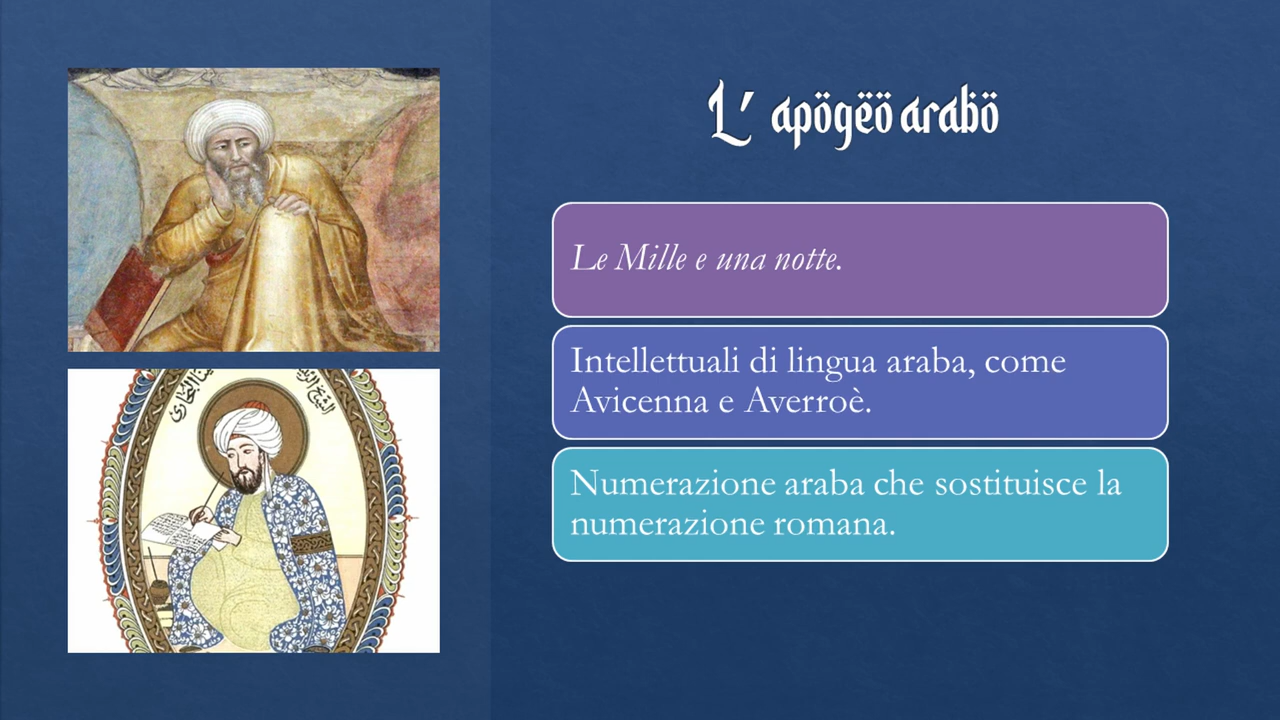 L' apögëö arabö
Le Mille e una notte.
Intellettuali di lingua araba, come
Avicenna e Averroè.
Numerazione araba che sostituisce la
numerazione romana.